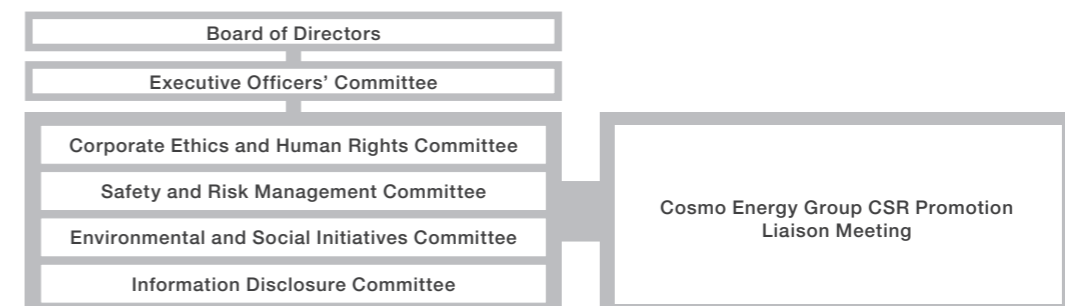 Board of Directors
Executive Officers’ Committee
Corporate Ethics and Human Rights Committee
Safety and Risk Management Committee
Environmental and Social Initiatives Committee
Information Disclosure Committee
Cosmo Energy Group CSR Promotion
Liaison Meeting